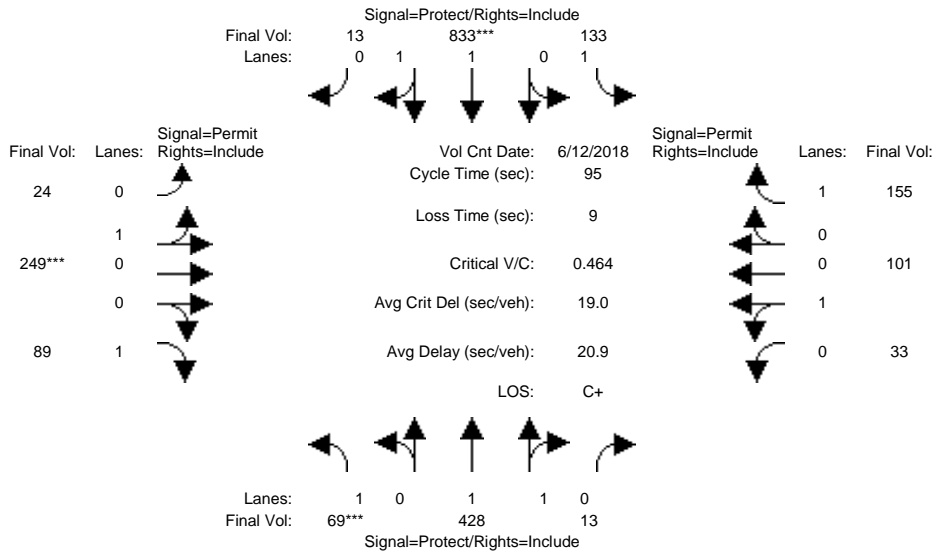 Signal=Protect/Rights=Include
Final Vol: 13 833*** 133
Lanes: 0 1 1 0 1
Signal=Permit Signal=Permit
Final Vol: Lanes: Rights=Include Vol Cnt Date: 6/12/2018 Rights=Include Lanes: Final Vol:
Cycle Time (sec): 95
24 0 1 155
Loss Time (sec): 9
1 0
249*** 0 Critical V/C: 0.464 0 101
0 Avg Crit Del (sec/veh): 19.0 1
89 1 Avg Delay (sec/veh): 20.9 0 33
LOS: C+
Lanes: 1 0 1 1 0
Final Vol: 69*** 428 13
Signal=Protect/Rights=Include